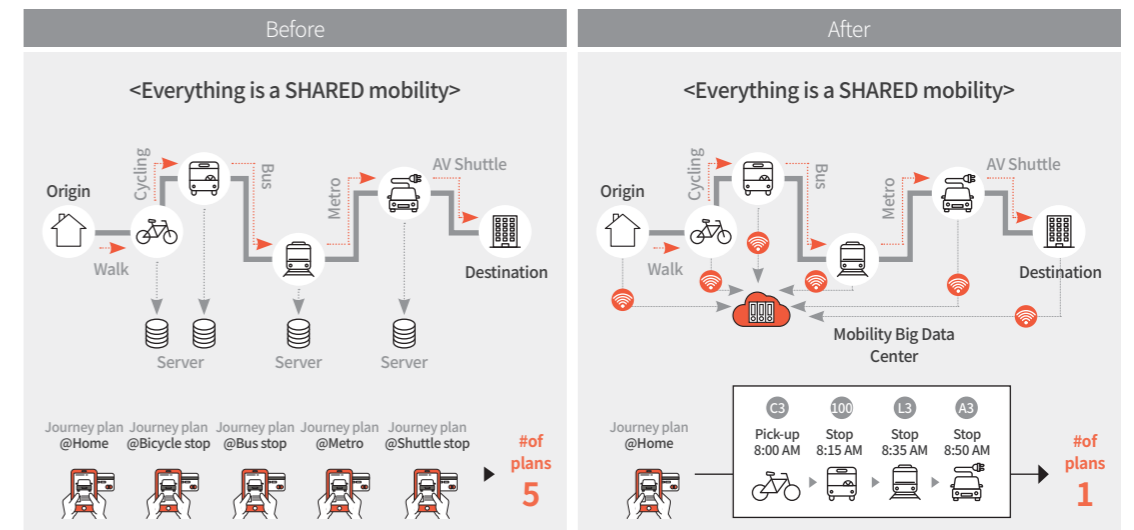 Before
<Everything is a SHARED mobility>
Origin
Walk
Cycling
Bus
Metro
AV Shuttle
Destination
Server
Server
Server
Journey plan
@Home
Journey plan
@Bicycle stop
Journey plan
@Bus stop
Journey plan
@Metro
Journey plan
@Shuttle stop
#of
plans
5
After
<Everything is a SHARED mobility>
Origin
Walk
Cycling
Bus
Metro
AV Shuttle
Destination
Mobility Big Data
Center
Journey plan
@Home
C3
Pick-up
8:00 AM
100
Stop
8:15 AM
L3
Stop
8:35 AM
A3
Stop
8:50 AM
#of
plans
1